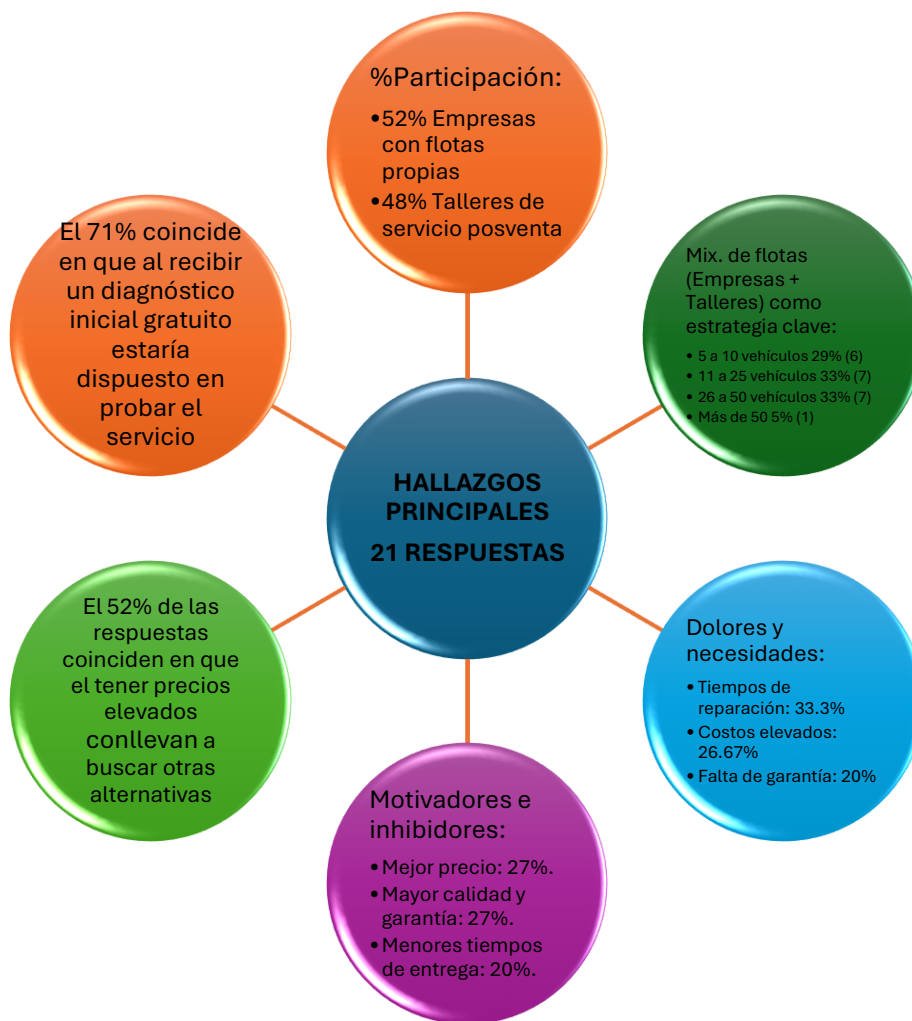 %Participación:
•52% Empresas
con flotas
propias
•48% Talleres de
servicio posventa
Mix. de flotas
(Empresas +
Talleres) como
estrategia clave:
• 5 a 10 vehículos 29% (6)
• 11 a 25 vehículos 33% (7)
• 26 a 50 vehículos 33% (7)
• Más de 50 5% (1)
Dolores y
necesidades:
• Tiempos de
reparación: 33.3%
• Costos elevados:
26.67%
• Falta de garantía: 20%
Motivadores e
inhibidores:
• Mejor precio: 27%.
• Mayor calidad y
garantía: 27%.
• Menores tiempos
de entrega: 20%.
El 52% de las
respuestas
coinciden en que
el tener precios
elevados
conllevan a
buscar otras
alternativas
El 71% coincide
en que al recibir
un diagnóstico
inicial gratuito
estaría
dispuesto en
probar el
servicio
HALLAZGOS
PRINCIPALES
21 RESPUESTAS